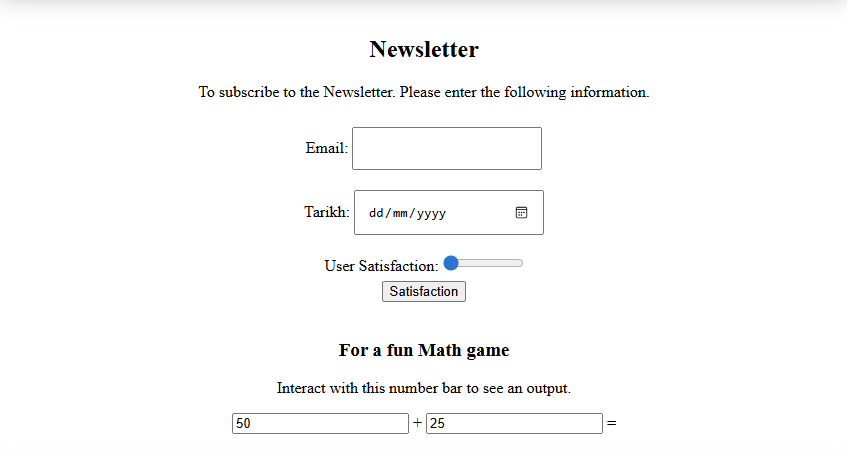 Newsletter
To subscribe to the Newsletter. Please enter the following information.
Email:
Tarikh: dd/mm/yyyy
User Satisfaction:
Satisfaction
For a fun Math game
Interact with this number bar to see an output.
50 + 25 =